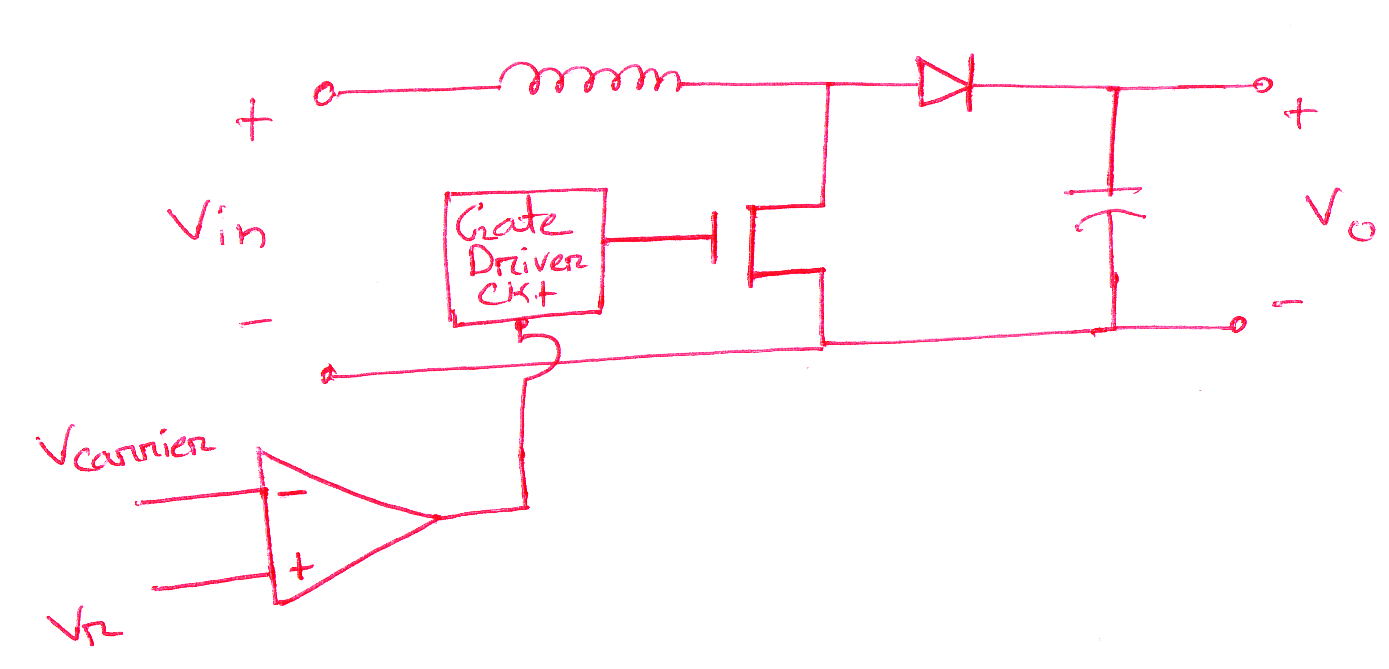 +
+
Vin
Gate
Driver
Ckt
Vo
-
-
Vcarrier
-
+
Vr